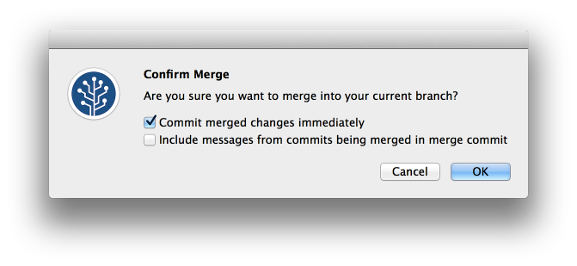 Confirm Merge
Are you sure you want to merge into your current branch?
Commit merged changes immediately
Include messages from commits being merged in merge commit
Cancel
OK